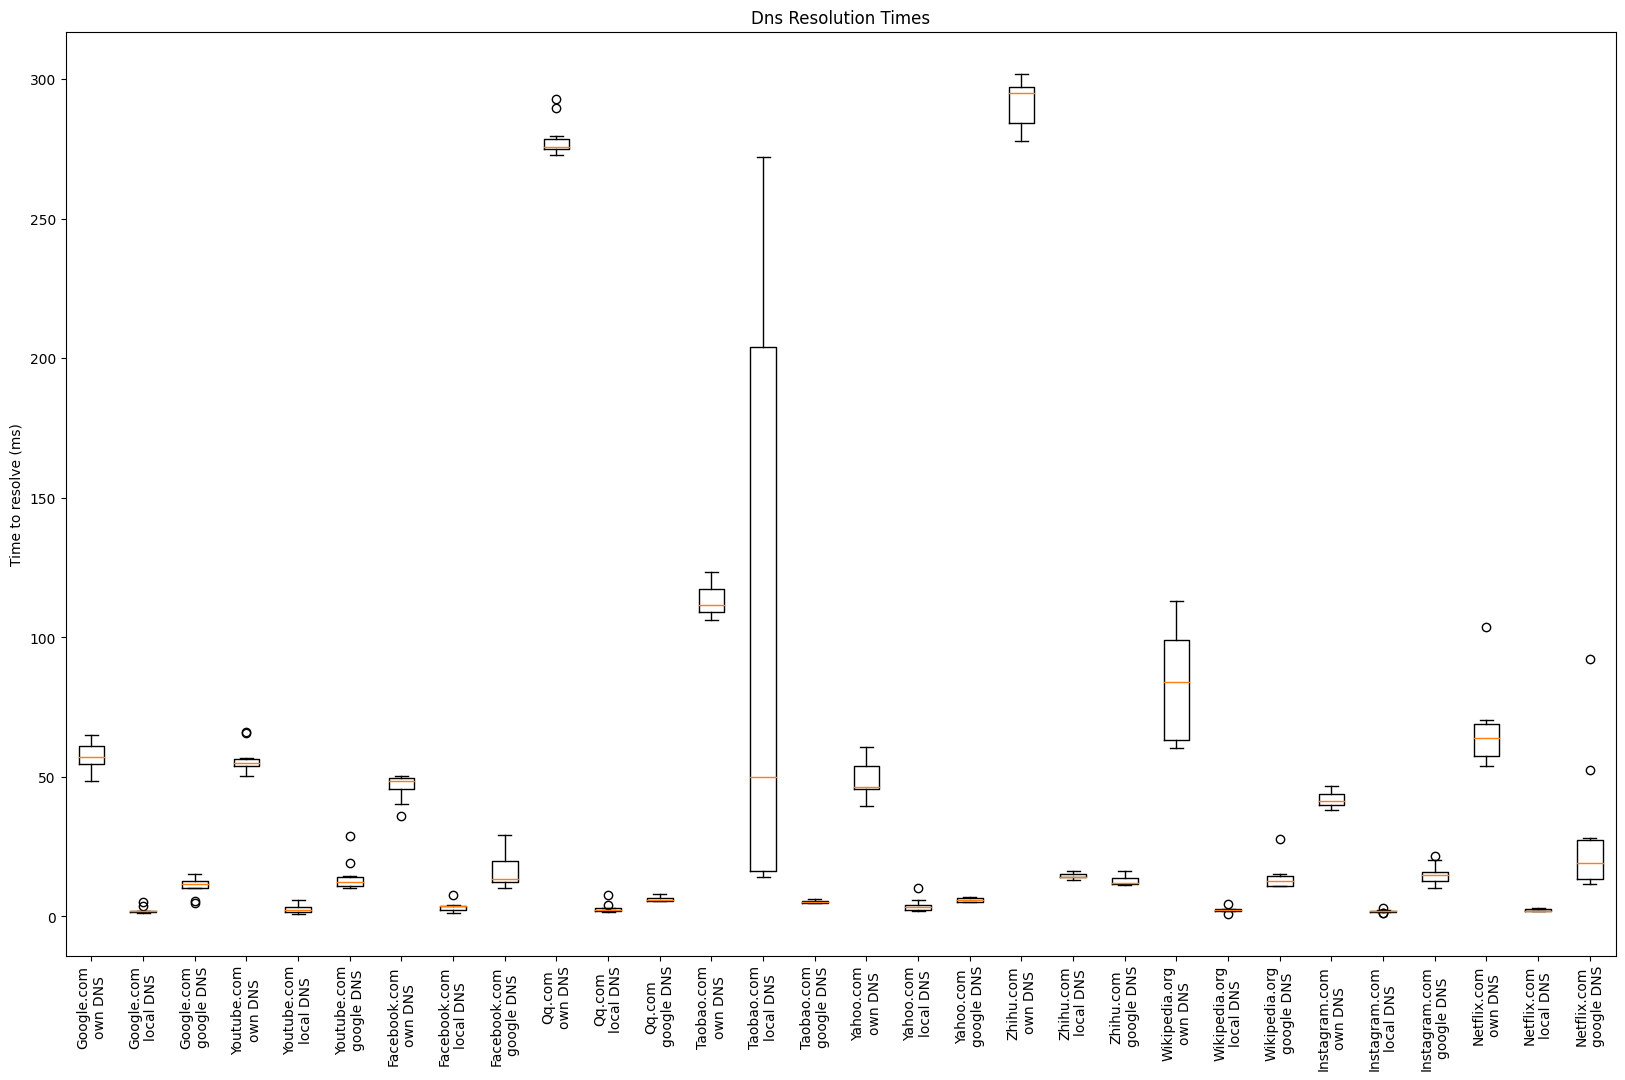 Dns Resolution Times
Time to resolve (ms)
300
250
200
150
100
50
0
Google.com
own DNS
Google.com
local DNS
Google.com
google DNS
Youtube.com
own DNS
Youtube.com
local DNS
Youtube.com
google DNS
Facebook.com
own DNS
Facebook.com
local DNS
Facebook.com
google DNS
Qq.com
own DNS
Qq.com
local DNS
Qq.com
google DNS
Taobao.com
own DNS
Taobao.com
local DNS
Taobao.com
google DNS
Yahoo.com
own DNS
Yahoo.com
local DNS
Yahoo.com
google DNS
Zhihu.com
own DNS
Zhihu.com
local DNS
Zhihu.com
google DNS
Wikipedia.org
own DNS
Wikipedia.org
local DNS
Wikipedia.org
google DNS
Instagram.com
own DNS
Instagram.com
local DNS
Instagram.com
google DNS
Netflix.com
own DNS
Netflix.com
local DNS
Netflix.com
google DNS